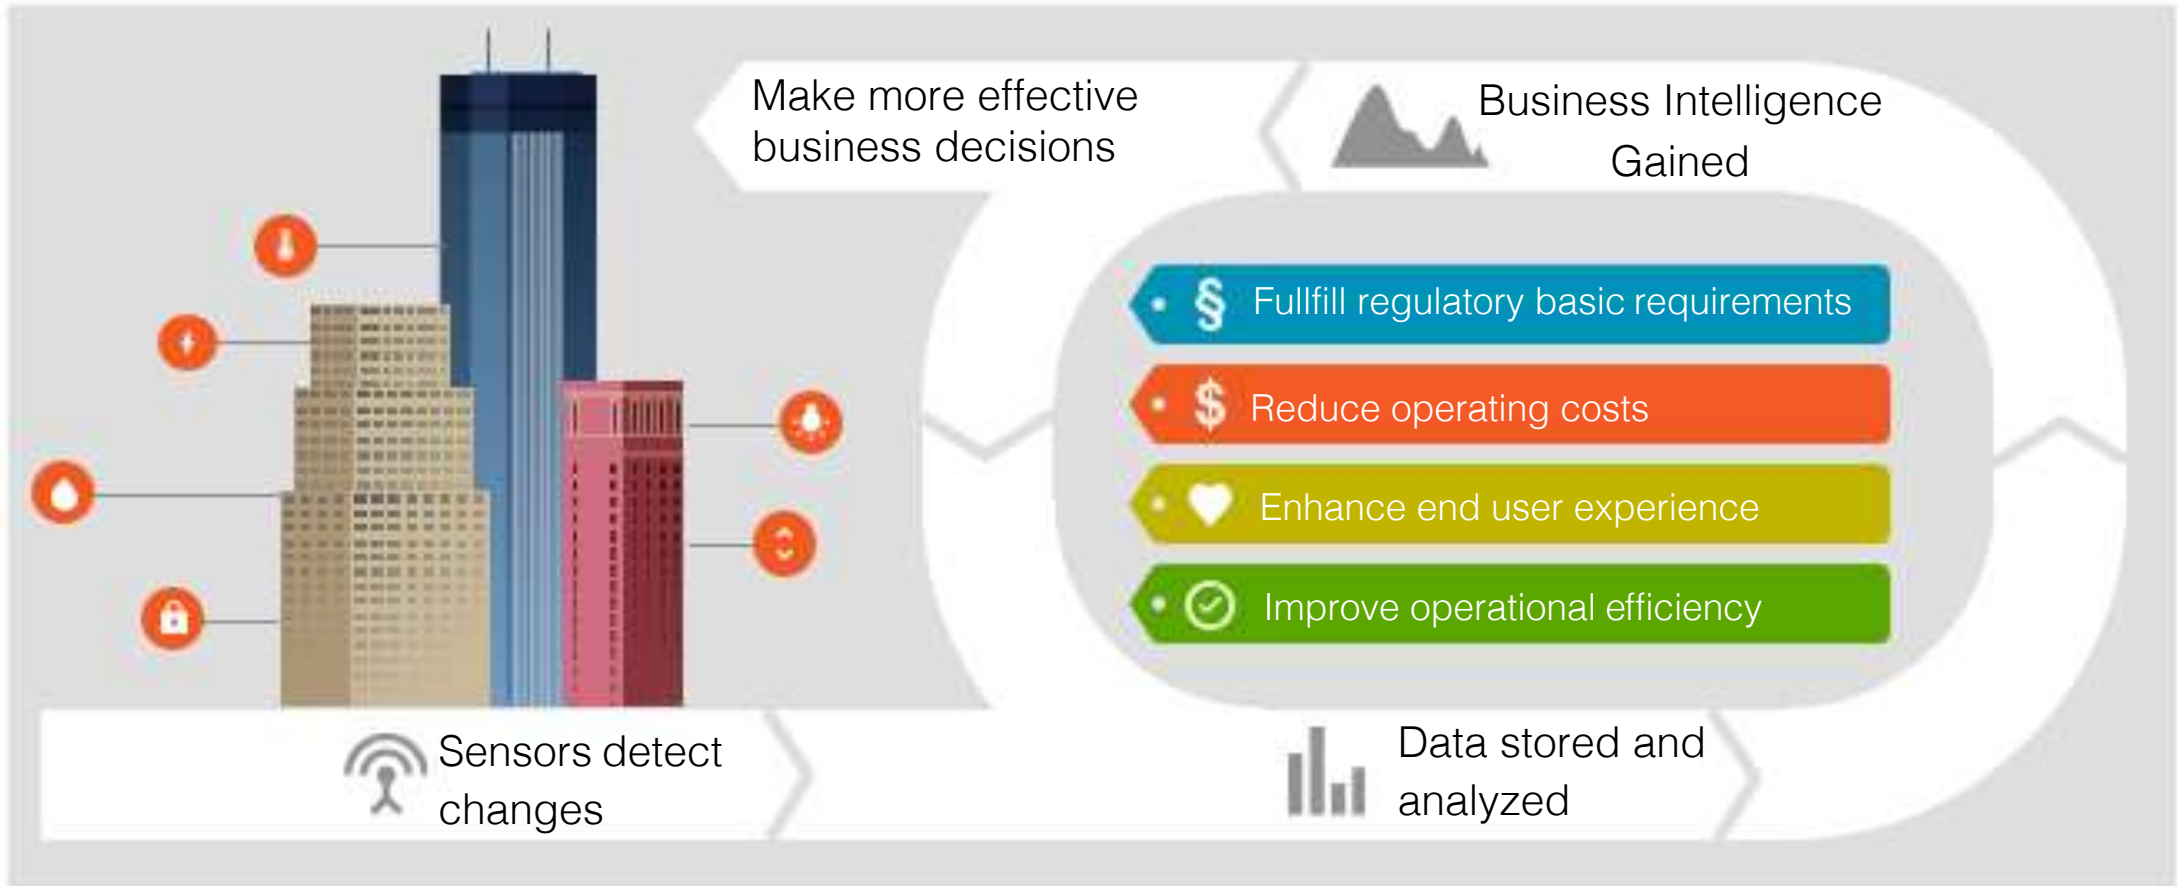 Make more effective
business decisions
Business Intelligence
Gained
§ Fullfill regulatory basic requirements
$ Reduce operating costs
Enhance end user experience
Improve operational efficiency
Sensors detect
changes
Data stored and
analyzed